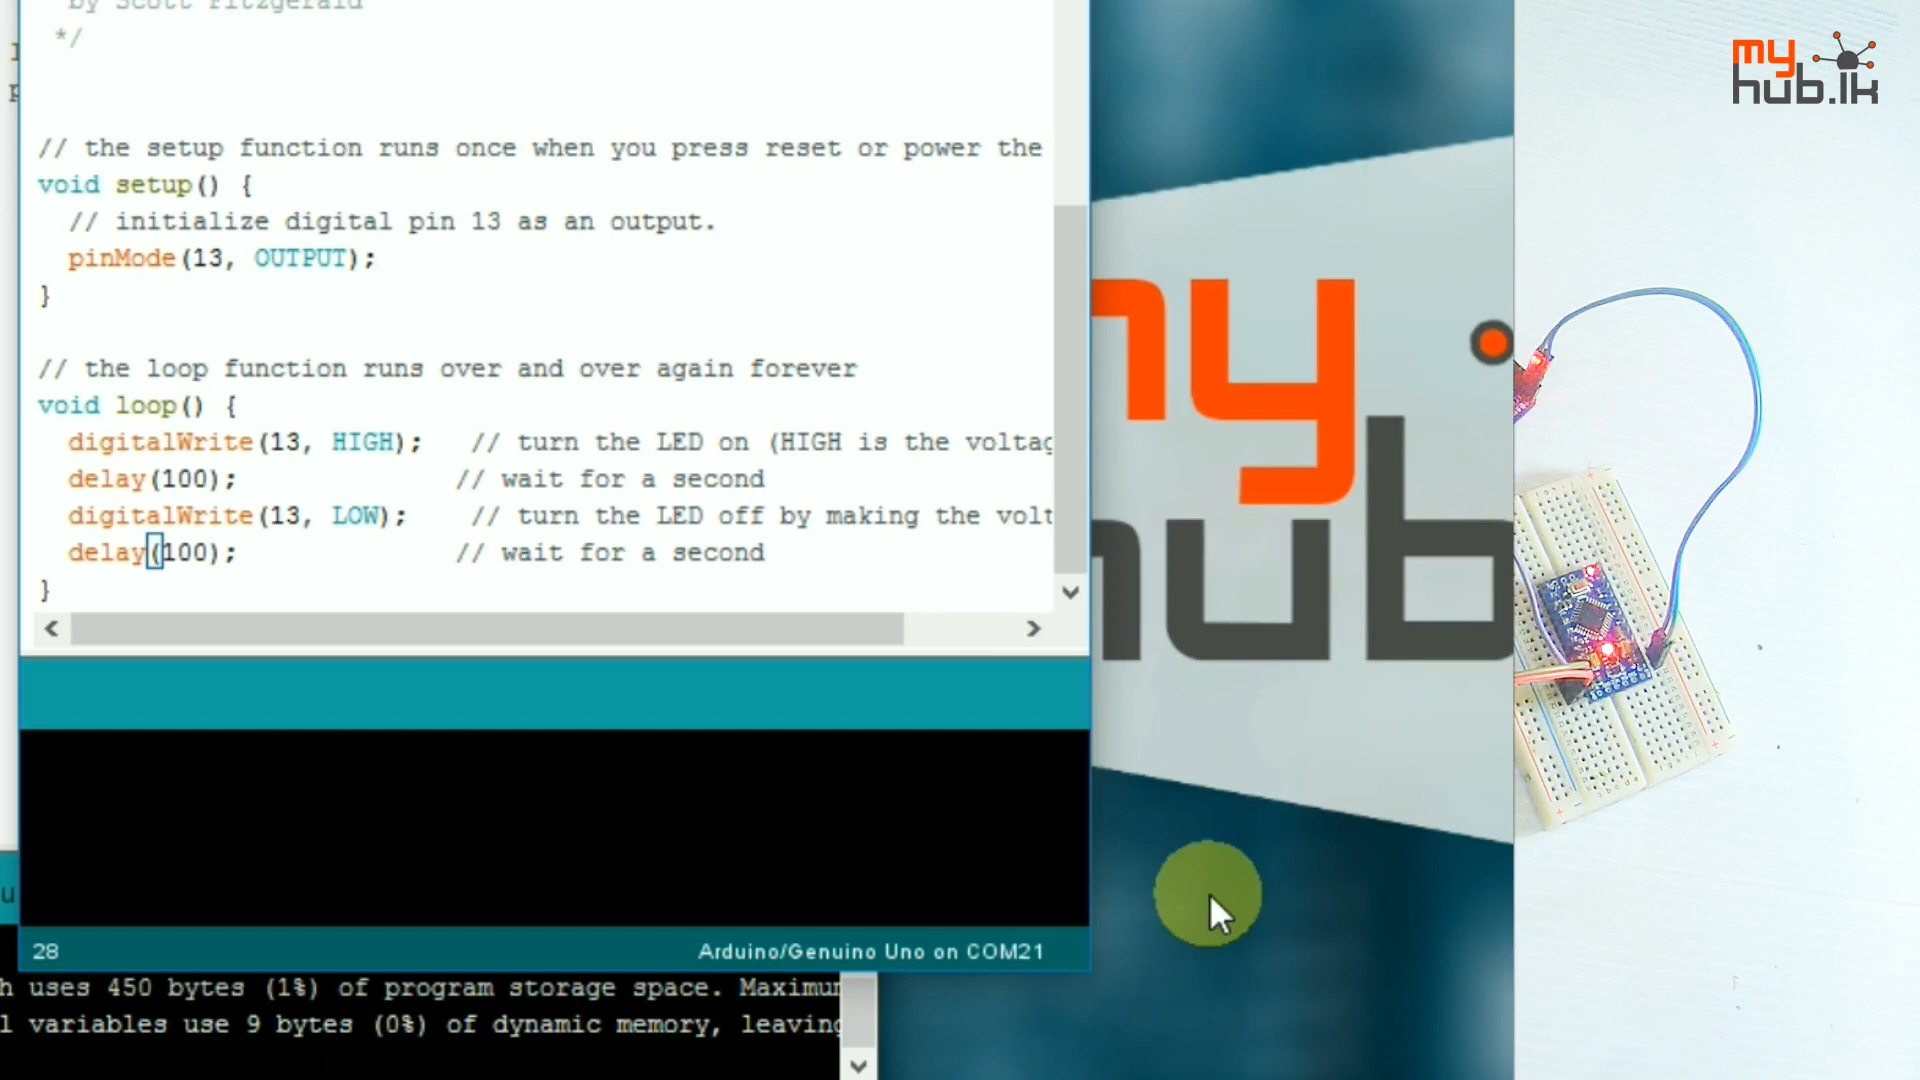 by Scott Fitzgerald
*/
// the setup function runs once when you press reset or power the
void setup() {
// initialize digital pin 13 as an output.
pinMode(13, OUTPUT);
}
// the loop function runs over and over again forever
void loop() {
digitalWrite(13, HIGH);   // turn the LED on (HIGH is the voltag
delay(100);              // wait for a second
digitalWrite(13, LOW);    // turn the LED off by making the volt
delay(100);              // wait for a second
}
28
Arduino/Genuino Uno on COM21
h uses 450 bytes (1%) of program storage space. Maximum
l variables use 9 bytes (0%) of dynamic memory, leaving
my
hub
my
hub.lk